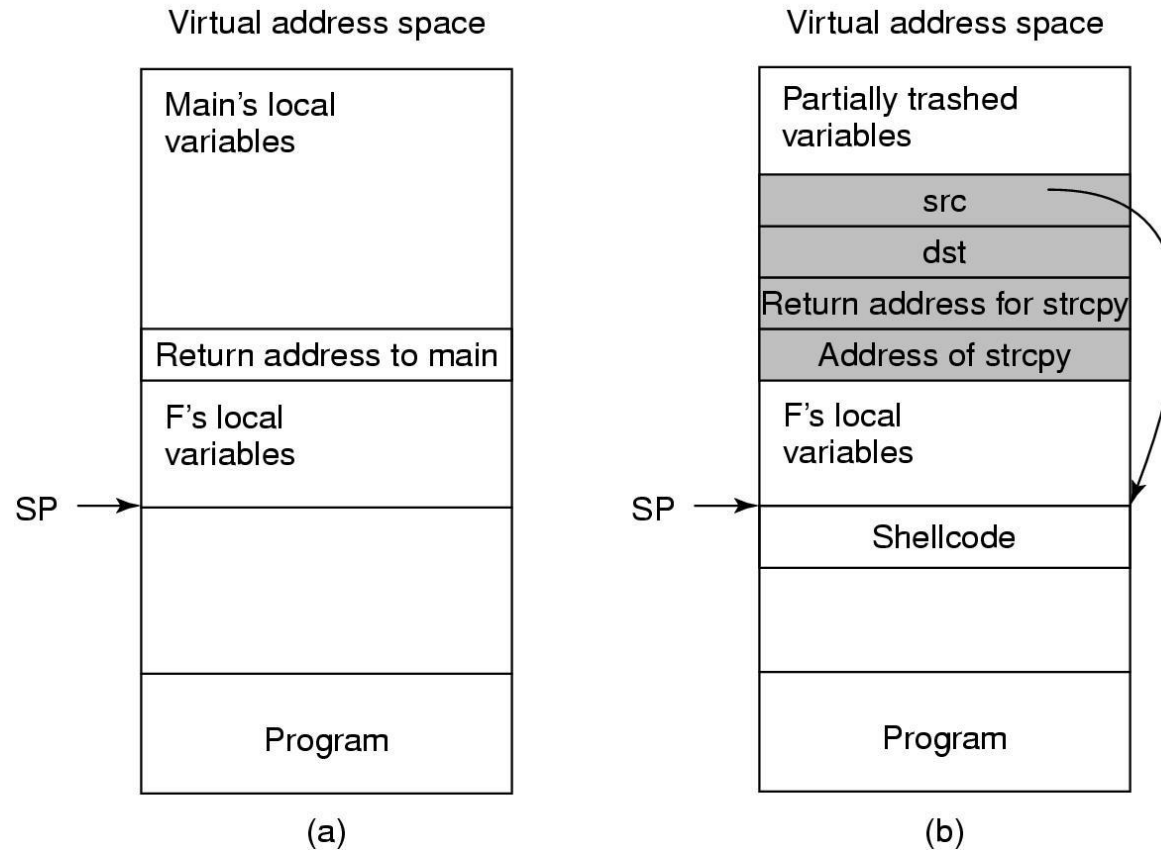 Virtual address space
Main's local
variables
Return address to main
F's local
variables
SP
Program
(a)
Virtual address space
Partially trashed
variables
src
dst
Return address for strcpy
Address of strcpy
F's local
variables
SP
Shellcode
Program
(b)